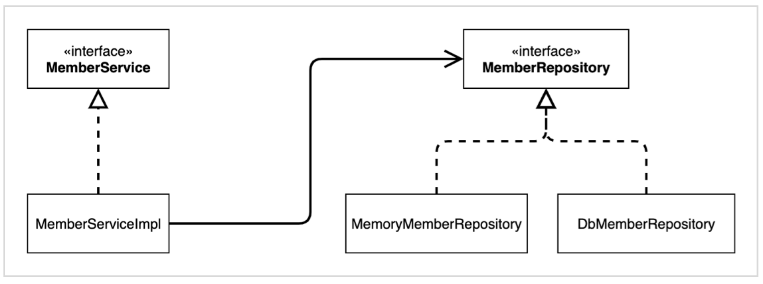 «interface»
MemberService
«interface»
MemberRepository
MemberServiceImpl
MemoryMemberRepository
DbMemberRepository